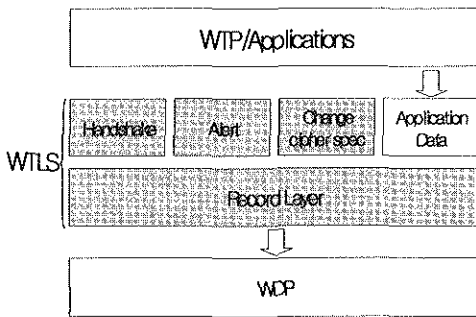 WTP/Applications
Handshake
Alert
Change
cipher spec
Application
Data
WTLS
Record Layer
WDP